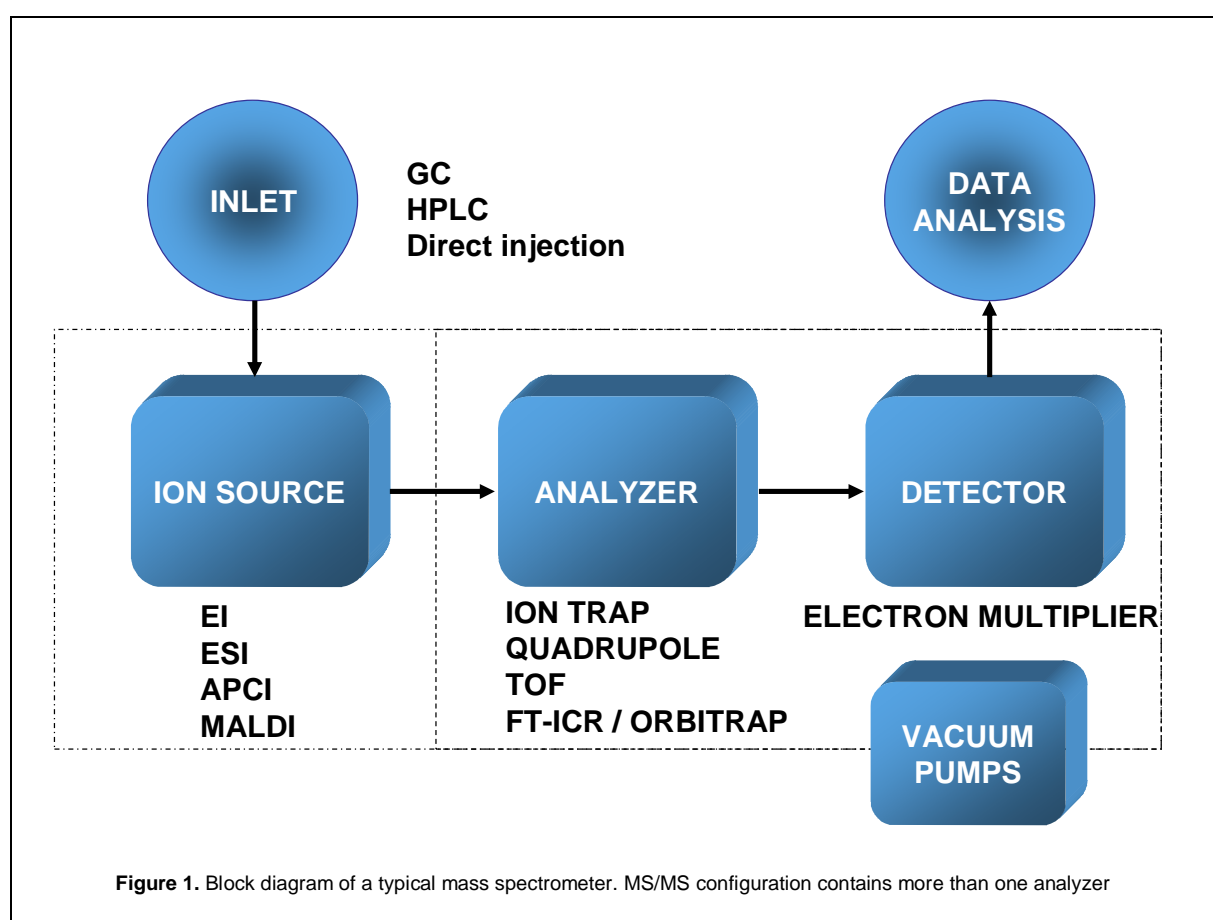 INLET
GC
HPLC
Direct injection
DATA
ANALYSIS
ION SOURCE
ANALYZER
DETECTOR
EI
ESI
APCI
MALDI
ION TRAP
QUADRUPOLE
TOF
FT-ICR / ORBITRAP
ELECTRON MULTIPLIER
VACUUM
PUMPS
Figure 1. Block diagram of a typical mass spectrometer. MS/MS configuration contains more than one analyzer